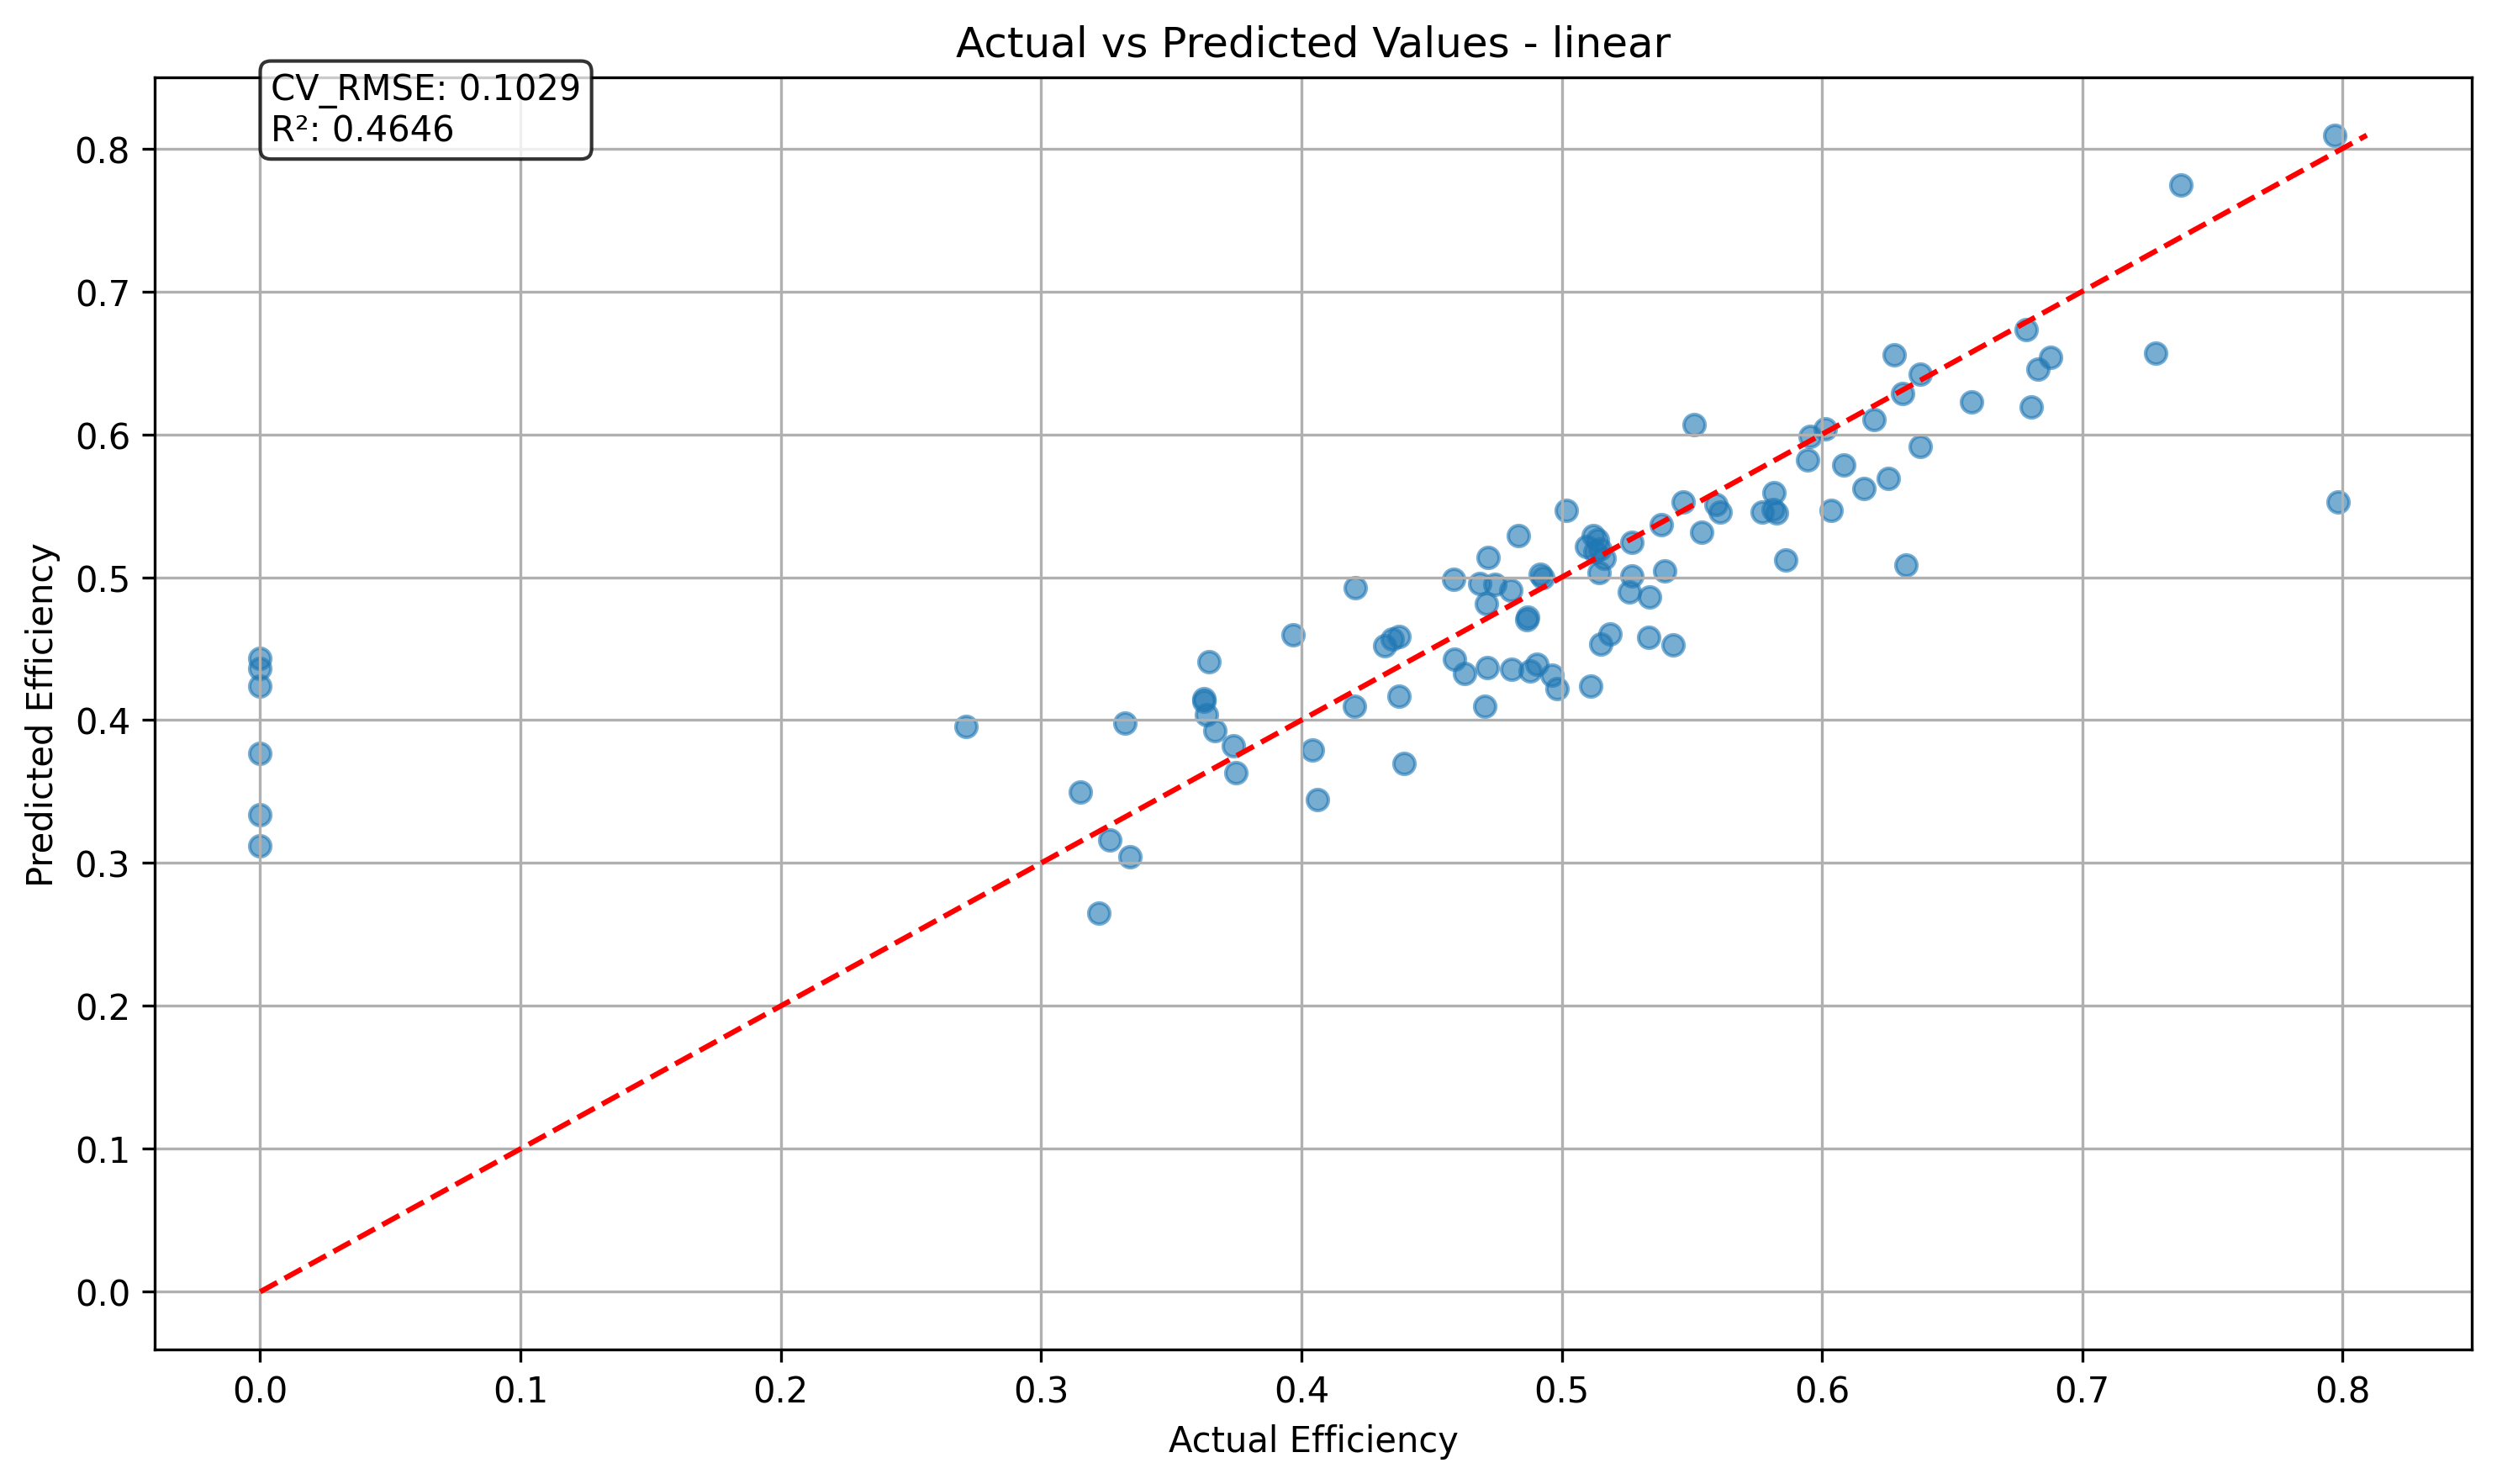 Actual vs Predicted Values - linear
CV_RMSE: 0.1029
R²: 0.4646
0.8
0.7
0.6
0.5
0.4
0.3
0.2
0.1
0.0
Predicted Efficiency
0.0 0.1 0.2 0.3 0.4 0.5 0.6 0.7 0.8
Actual Efficiency